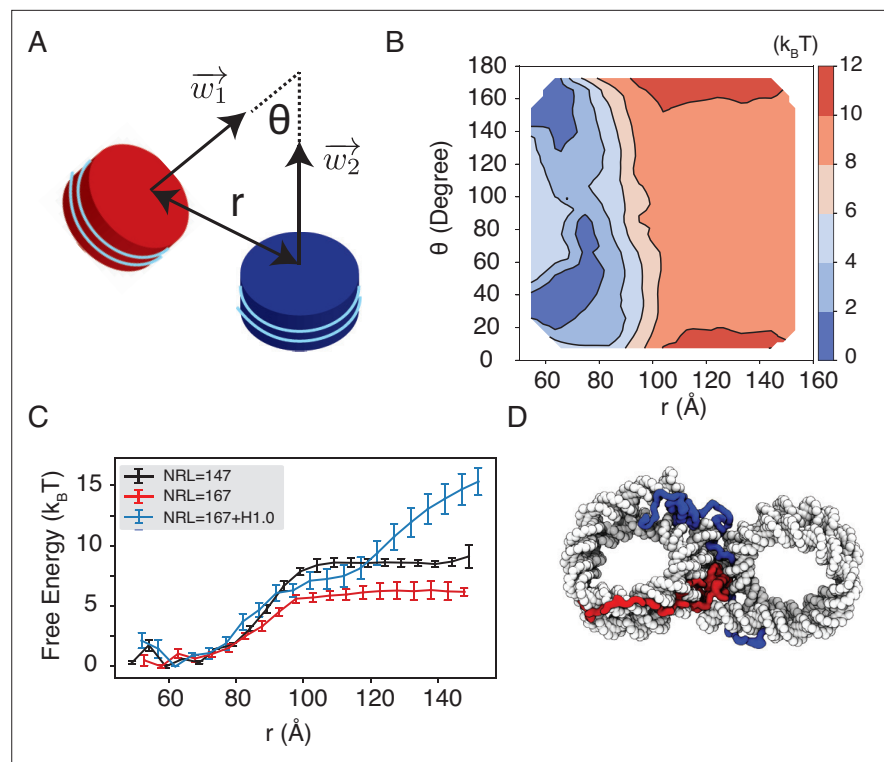 A
w₁
θ
w₂
r
B
(k_BT)
180
160
140
120
100
80
60
40
20
0
θ (Degree)
60 80 100 120 140 160
r (Å)
12
10
8
6
4
2
0
C
NRL=147
NRL=167
NRL=167+H1.0
15
10
5
0
Free Energy (k_BT)
60 80 100 120 140
r (Å)
D